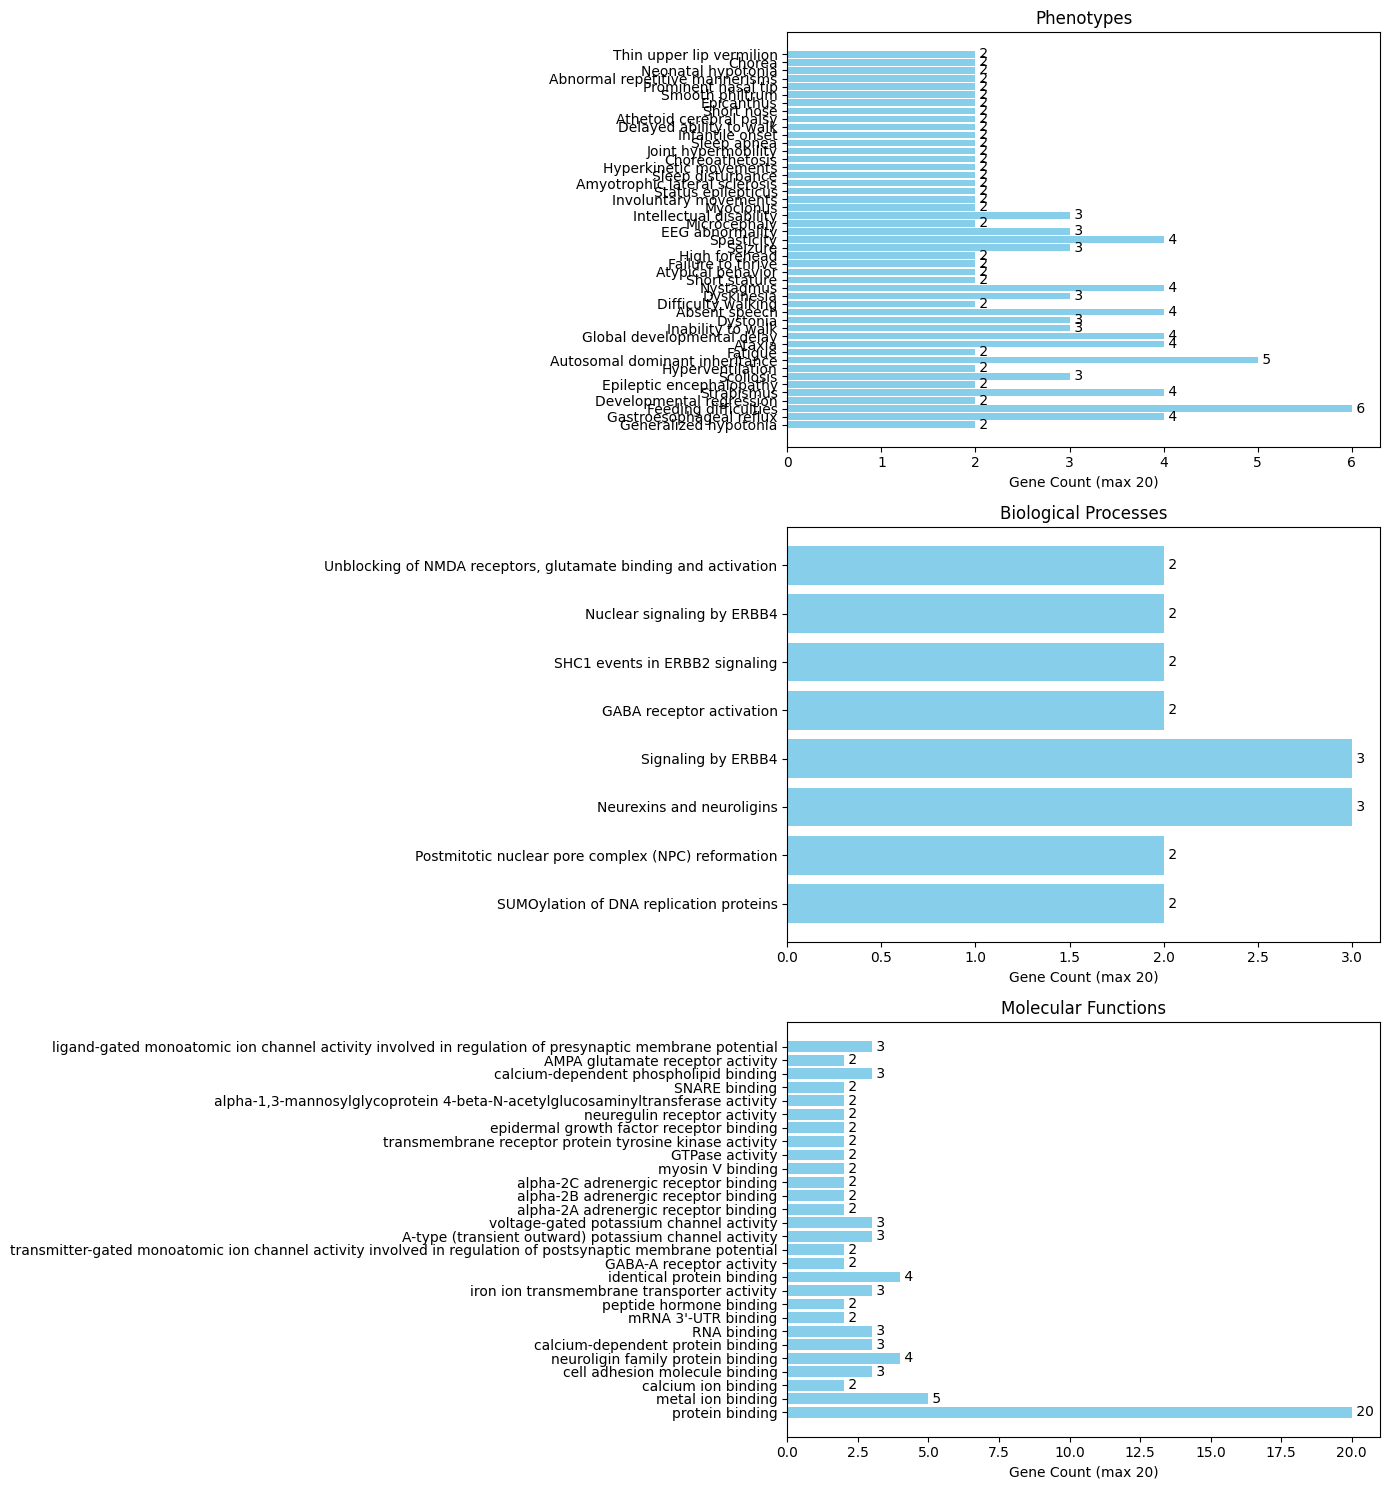 Phenotypes
Thin upper lip vermilion 2
Chorea 2
Neonatal hypotonia 2
Abnormal repetitive mannerisms 2
Prominent nasal tip 2
Smooth philtrum 2
Epicanthus 2
Short nose 2
Athetoid cerebral palsy 2
Delayed ability to walk 2
Infantile onset 2
Sleep apnea 2
Joint hypermobility 2
Choreoathetosis 2
Hyperkinetic movements 2
Sleep disturbance 2
Amyotrophic lateral sclerosis 2
Status epilepticus 2
Involuntary movements 2
Myoclonus 2
Intellectual disability 3
Microcephaly 2
EEG abnormality 3
Spasticity 4
Seizure 3
High forehead 2
Failure to thrive 2
Atypical behavior 2
Short stature 2
Nystagmus 4
Dyskinesia 3
Difficulty walking 2
Absent speech 4
Dystonia 3
Inability to walk 3
Global developmental delay 4
Ataxia 4
Fatigue 2
Autosomal dominant inheritance 5
Hyperventilation 2
Scoliosis 3
Epileptic encephalopathy 2
Strabismus 4
Developmental regression 2
Feeding difficulties 6
Gastroesophageal reflux 4
Generalized hypotonia 2
0 1 2 3 4 5 6
Gene Count (max 20)
Biological Processes
Unblocking of NMDA receptors, glutamate binding and activation 2
Nuclear signaling by ERBB4 2
SHC1 events in ERBB2 signaling 2
GABA receptor activation 2
Signaling by ERBB4 3
Neurexins and neuroligins 3
Postmitotic nuclear pore complex (NPC) reformation 2
SUMOylation of DNA replication proteins 2
0.0 0.5 1.0 1.5 2.0 2.5 3.0
Gene Count (max 20)
Molecular Functions
ligand-gated monoatomic ion channel activity involved in regulation of presynaptic membrane potential 3
AMPA glutamate receptor activity 2
calcium-dependent phospholipid binding 3
SNARE binding 2
alpha-1,3-mannosylglycoprotein 4-beta-N-acetylglucosaminyltransferase activity 2
neuregulin receptor activity 2
epidermal growth factor receptor binding 2
transmembrane receptor protein tyrosine kinase activity 2
GTPase activity 2
myosin V binding 2
alpha-2C adrenergic receptor binding 2
alpha-2B adrenergic receptor binding 2
alpha-2A adrenergic receptor binding 2
voltage-gated potassium channel activity 3
A-type (transient outward) potassium channel activity 3
transmitter-gated monoatomic ion channel activity involved in regulation of postsynaptic membrane potential 2
GABA-A receptor activity 2
identical protein binding 4
iron ion transmembrane transporter activity 3
peptide hormone binding 2
mRNA 3'-UTR binding 2
RNA binding 3
calcium-dependent protein binding 3
neuroligin family protein binding 4
cell adhesion molecule binding 3
calcium ion binding 2
metal ion binding 5
protein binding 20
0.0 2.5 5.0 7.5 10.0 12.5 15.0 17.5 20.0
Gene Count (max 20)